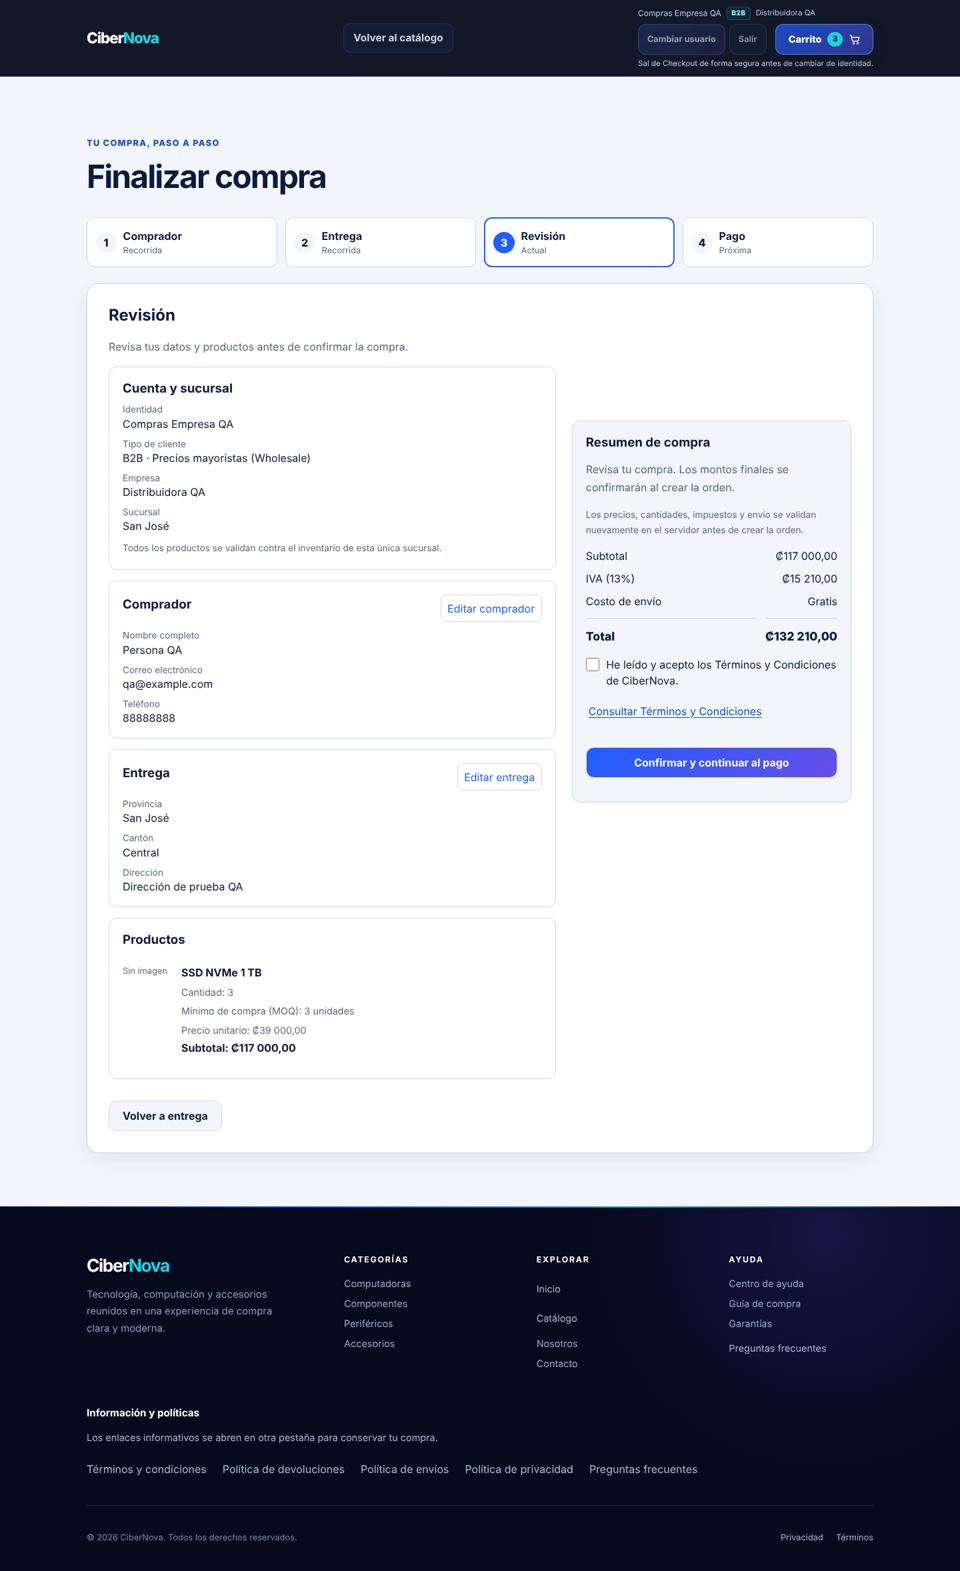 CiberNova
Volver al catálogo
Compras Empresa QA B2B Distribuidora QA
Cambiar usuario
Salir
Carrito 3
Sal de Checkout de forma segura antes de cambiar de identidad.
TU COMPRA, PASO A PASO
Finalizar compra
1 Comprador
Recorrida
2 Entrega
Recorrida
3 Revisión
Actual
4 Pago
Próxima
Revisión
Revisa tus datos y productos antes de confirmar la compra.
Cuenta y sucursal
Identidad
Compras Empresa QA
Tipo de cliente
B2B · Precios mayoristas (Wholesale)
Empresa
Distribuidora QA
Sucursal
San José
Todos los productos se validan contra el inventario de esta única sucursal.
Comprador
Editar comprador
Nombre completo
Persona QA
Correo electrónico
qa@example.com
Teléfono
88888888
Entrega
Editar entrega
Provincia
San José
Cantón
Central
Dirección
Dirección de prueba QA
Productos
Sin imagen
SSD NVMe 1 TB
Cantidad: 3
Mínimo de compra (MOQ): 3 unidades
Precio unitario: ₡39 000,00
Subtotal: ₡117 000,00
Volver a entrega
Resumen de compra
Revisa tu compra. Los montos finales se
confirmarán al crear la orden.
Los precios, cantidades, impuestos y envío se validan
nuevamente en el servidor antes de crear la orden.
Subtotal ₡117 000,00
IVA (13%) ₡15 210,00
Costo de envío Gratis
Total ₡132 210,00
He leído y acepto los Términos y Condiciones
de CiberNova.
Consultar Términos y Condiciones
Confirmar y continuar al pago
CiberNova
Tecnología, computación y accesorios
reunidos en una experiencia de compra
clara y moderna.
CATEGORÍAS
Computadoras
Componentes
Periféricos
Accesorios
EXPLORAR
Inicio
Catálogo
Nosotros
Contacto
AYUDA
Centro de ayuda
Guía de compra
Garantías
Preguntas frecuentes
Información y políticas
Los enlaces informativos se abren en otra pestaña para conservar tu compra.
Términos y condiciones Política de devoluciones Política de envíos Política de privacidad Preguntas frecuentes
© 2026 CiberNova. Todos los derechos reservados.
Privacidad Términos